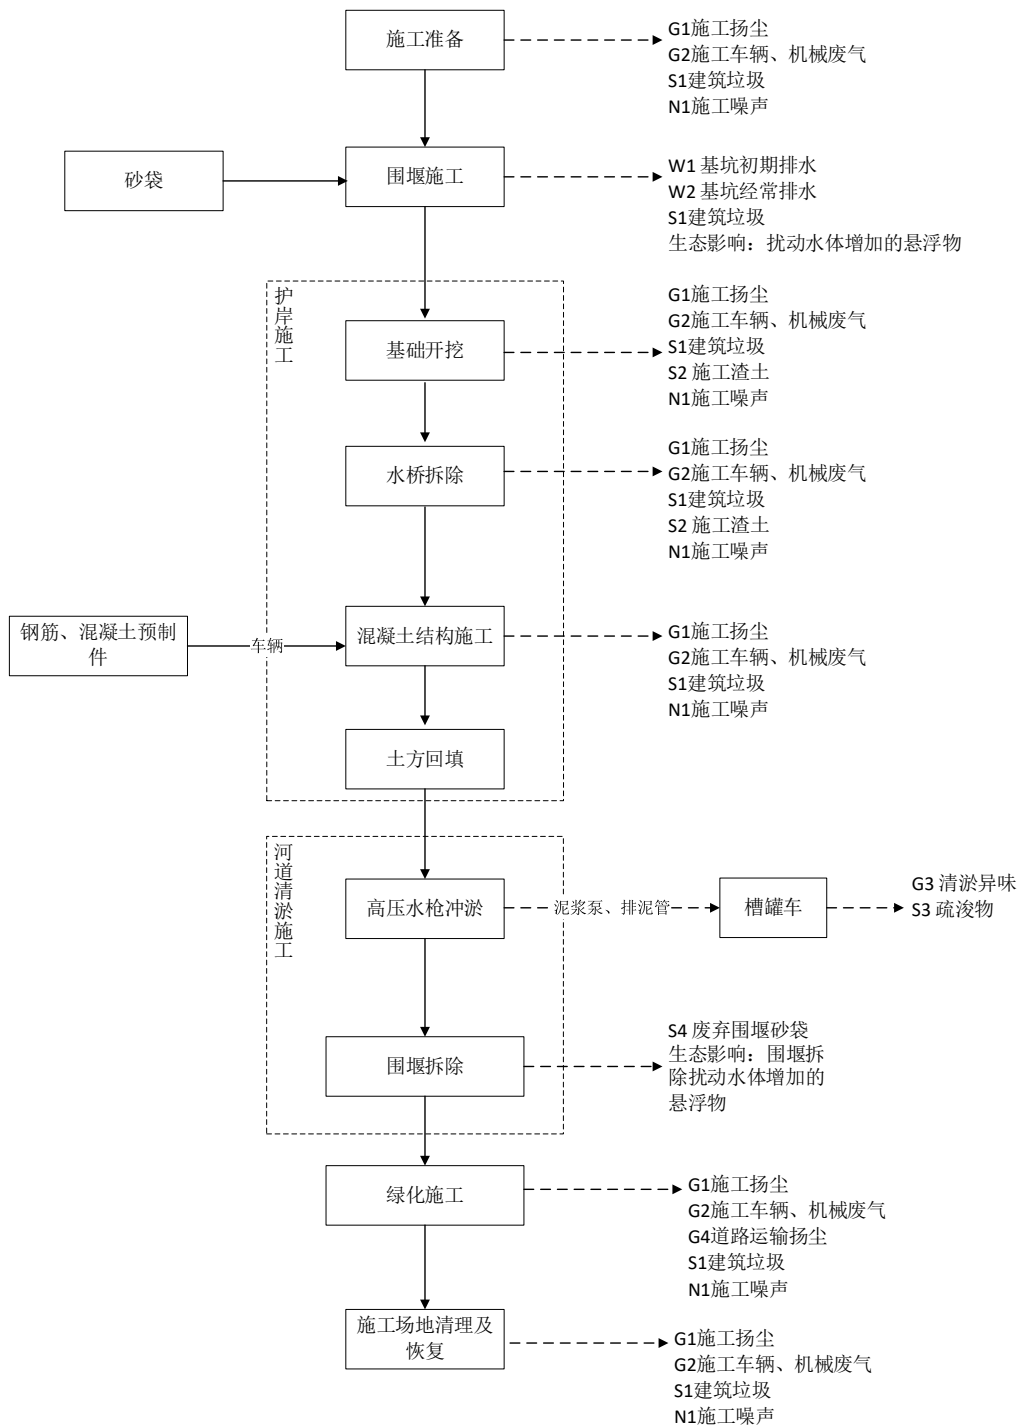 施工准备
G1施工扬尘
G2施工车辆、机械废气
S1建筑垃圾
N1施工噪声
砂袋
围堰施工
W1 基坑初期排水
W2 基坑经常排水
S1建筑垃圾
生态影响：扰动水体增加的悬浮物
护岸施工
基础开挖
G1施工扬尘
G2施工车辆、机械废气
S1建筑垃圾
S2 施工渣土
N1施工噪声
水桥拆除
G1施工扬尘
G2施工车辆、机械废气
S1建筑垃圾
S2 施工渣土
N1施工噪声
钢筋、混凝土预制
件
车辆
混凝土结构施工
G1施工扬尘
G2施工车辆、机械废气
S1建筑垃圾
N1施工噪声
土方回填
河道清淤施工
高压水枪冲淤
泥浆泵、排泥管
槽罐车
G3 清淤异味
S3 疏浚物
围堰拆除
S4 废弃围堰砂袋
生态影响：围堰拆
除扰动水体增加的
悬浮物
绿化施工
G1施工扬尘
G2施工车辆、机械废气
G4道路运输扬尘
S1建筑垃圾
N1施工噪声
施工场地清理及
恢复
G1施工扬尘
G2施工车辆、机械废气
S1建筑垃圾
N1施工噪声